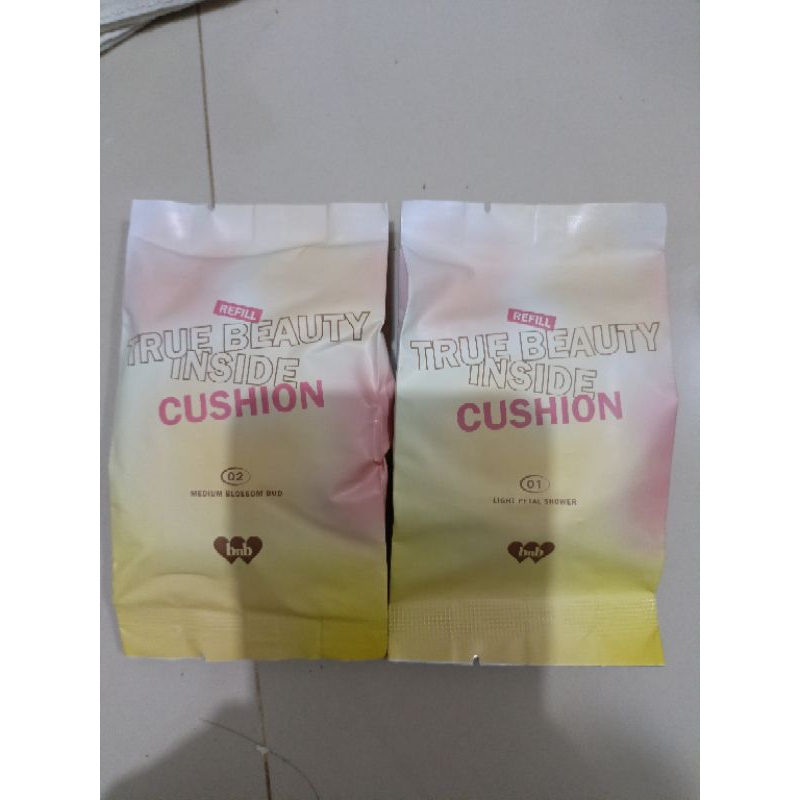 REFILL
TRUE BEAUTY
INSIDE
CUSHION
02
MEDIUM BLOSSOM BUD
bnb
REFILL
TRUE BEAUTY
INSIDE
CUSHION
01
LIGHT PETAL SHOWER
bnb